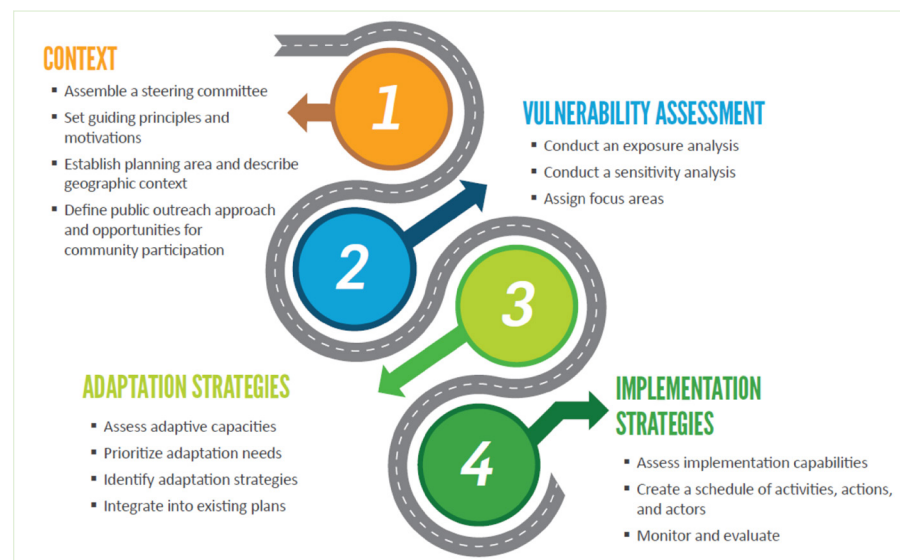 CONTEXT
▪ Assemble a steering committee
▪ Set guiding principles and
motivations
▪ Establish planning area and describe
geographic context
▪ Define public outreach approach
and opportunities for
community participation
1
VULNERABILITY ASSESSMENT
▪ Conduct an exposure analysis
▪ Conduct a sensitivity analysis
▪ Assign focus areas
2
3
ADAPTATION STRATEGIES
▪ Assess adaptive capacities
▪ Prioritize adaptation needs
▪ Identify adaptation strategies
▪ Integrate into existing plans
4
IMPLEMENTATION
STRATEGIES
▪ Assess implementation capabilities
▪ Create a schedule of activities, actions,
and actors
▪ Monitor and evaluate